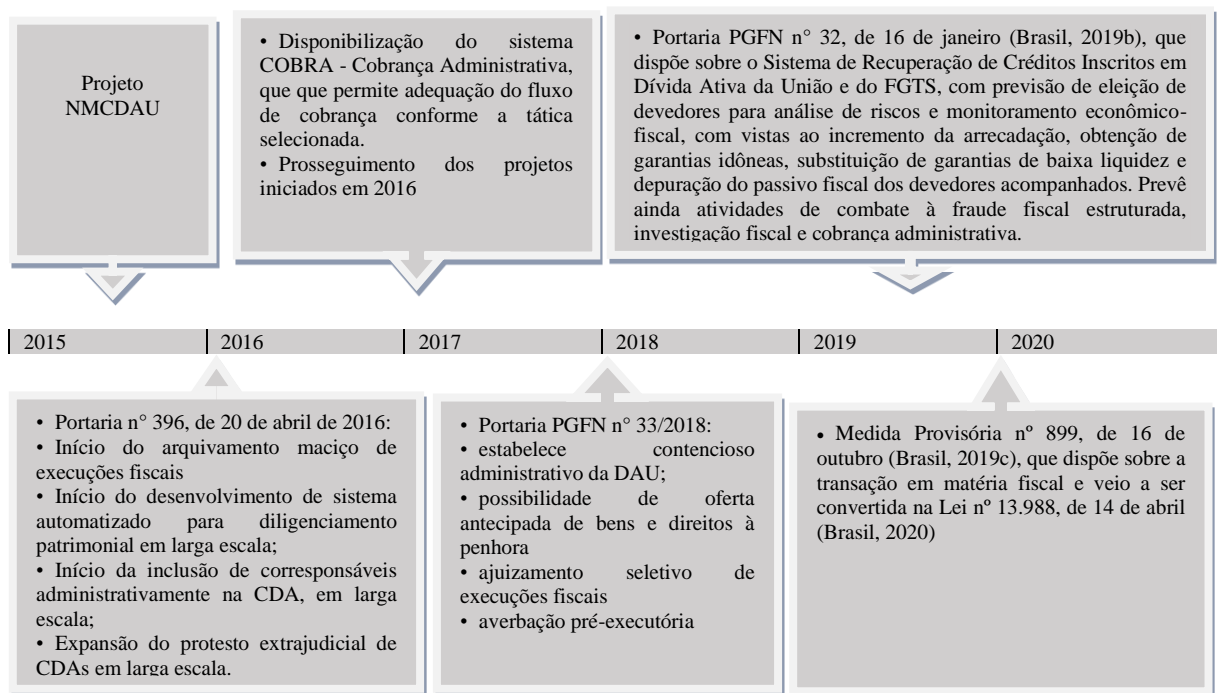 Projeto
NMCDAU
• Disponibilização do sistema
COBRA - Cobrança Administrativa,
que que permite adequação do fluxo
de cobrança conforme a tática
selecionada.
• Prosseguimento dos projetos
iniciados em 2016
• Portaria PGFN n° 32, de 16 de janeiro (Brasil, 2019b), que
dispõe sobre o Sistema de Recuperação de Créditos Inscritos em
Dívida Ativa da União e do FGTS, com previsão de eleição de
devedores para análise de riscos e monitoramento econômico-
fiscal, com vistas ao incremento da arrecadação, obtenção de
garantias idôneas, substituição de garantias de baixa liquidez e
depuração do passivo fiscal dos devedores acompanhados. Prevê
ainda atividades de combate à fraude fiscal estruturada,
investigação fiscal e cobrança administrativa.
2015 2016 2017 2018 2019 2020
• Portaria n° 396, de 20 de abril de 2016:
• Início do arquivamento maciço de
execuções fiscais
• Início do desenvolvimento de sistema
automatizado para diligenciamento
patrimonial em larga escala;
• Início da inclusão de corresponsáveis
administrativamente na CDA, em larga
escala;
• Expansão do protesto extrajudicial de
CDAs em larga escala.
• Portaria PGFN n° 33/2018:
• estabelece contencioso
administrativo da DAU;
• possibilidade de oferta
antecipada de bens e direitos à
penhora
• ajuizamento seletivo de
execuções fiscais
• averbação pré-executória
• Medida Provisória nº 899, de 16 de
outubro (Brasil, 2019c), que dispõe sobre a
transação em matéria fiscal e veio a ser
convertida na Lei nº 13.988, de 14 de abril
(Brasil, 2020)